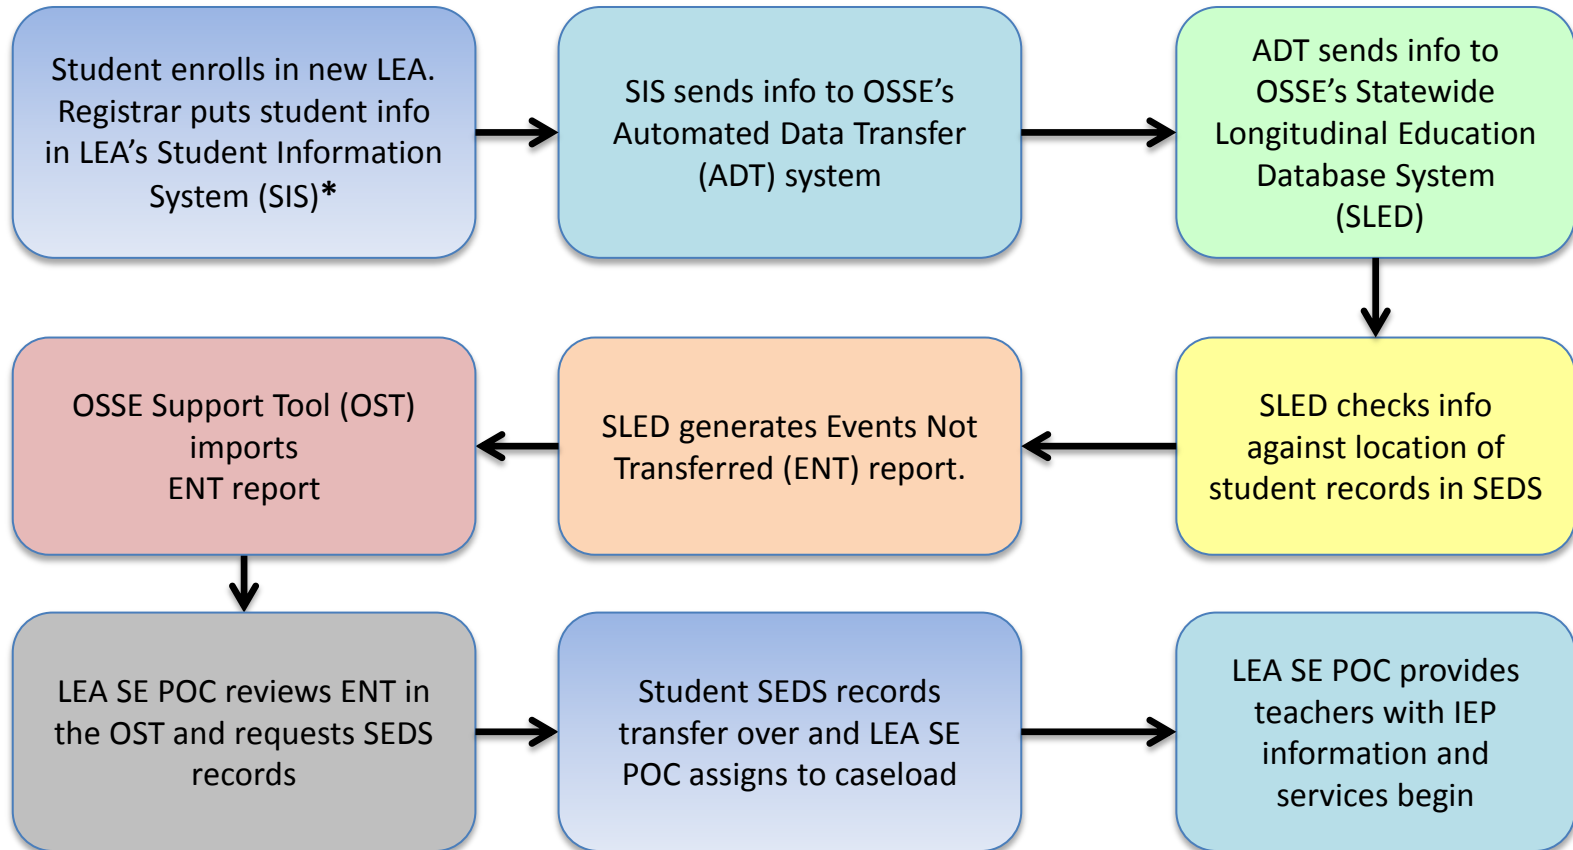 Student enrolls in new LEA.
Registrar puts student info
in LEA’s Student Information
System (SIS)*
SIS sends info to OSSE’s
Automated Data Transfer
(ADT) system
ADT sends info to
OSSE’s Statewide
Longitudinal Education
Database System
(SLED)
SLED checks info
against location of
student records in SEDS
SLED generates Events Not
Transferred (ENT) report.
OSSE Support Tool (OST)
imports
ENT report
LEA SE POC reviews ENT in
the OST and requests SEDS
records
Student SEDS records
transfer over and LEA SE
POC assigns to caseload
LEA SE POC provides
teachers with IEP
information and
services begin